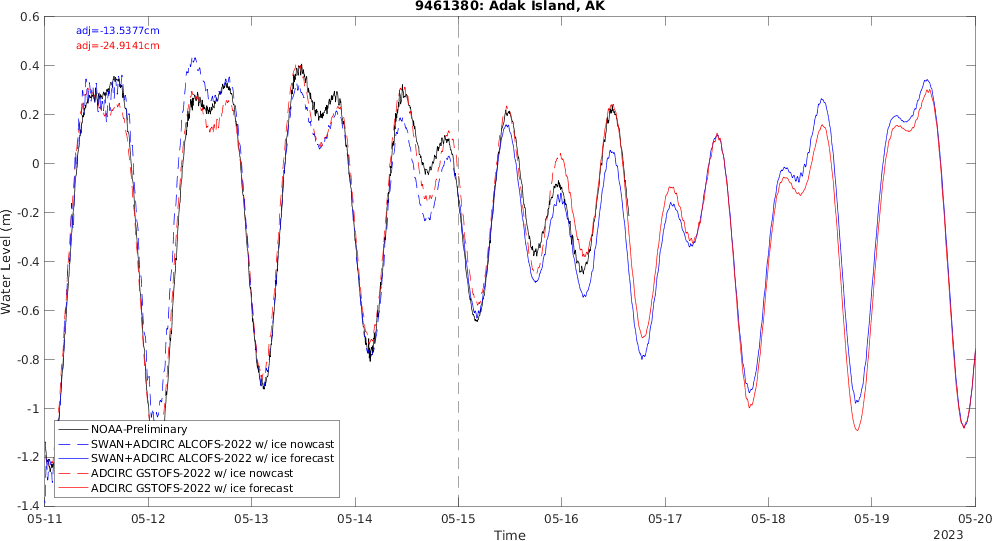 9461380: Adak Island, AK
adj=-13.5377cm
adj=-24.9141cm
0.6
0.4
0.2
0
-0.2
-0.4
-0.6
-0.8
-1
-1.2
-1.4
Water Level (m)
NOAA-Preliminary
SWAN+ADCIRC ALCOFS-2022 w/ ice nowcast
SWAN+ADCIRC ALCOFS-2022 w/ ice forecast
ADCIRC GSTOFS-2022 w/ ice nowcast
ADCIRC GSTOFS-2022 w/ ice forecast
05-11 05-12 05-13 05-14 05-15 05-16 05-17 05-18 05-19 05-20
Time
2023